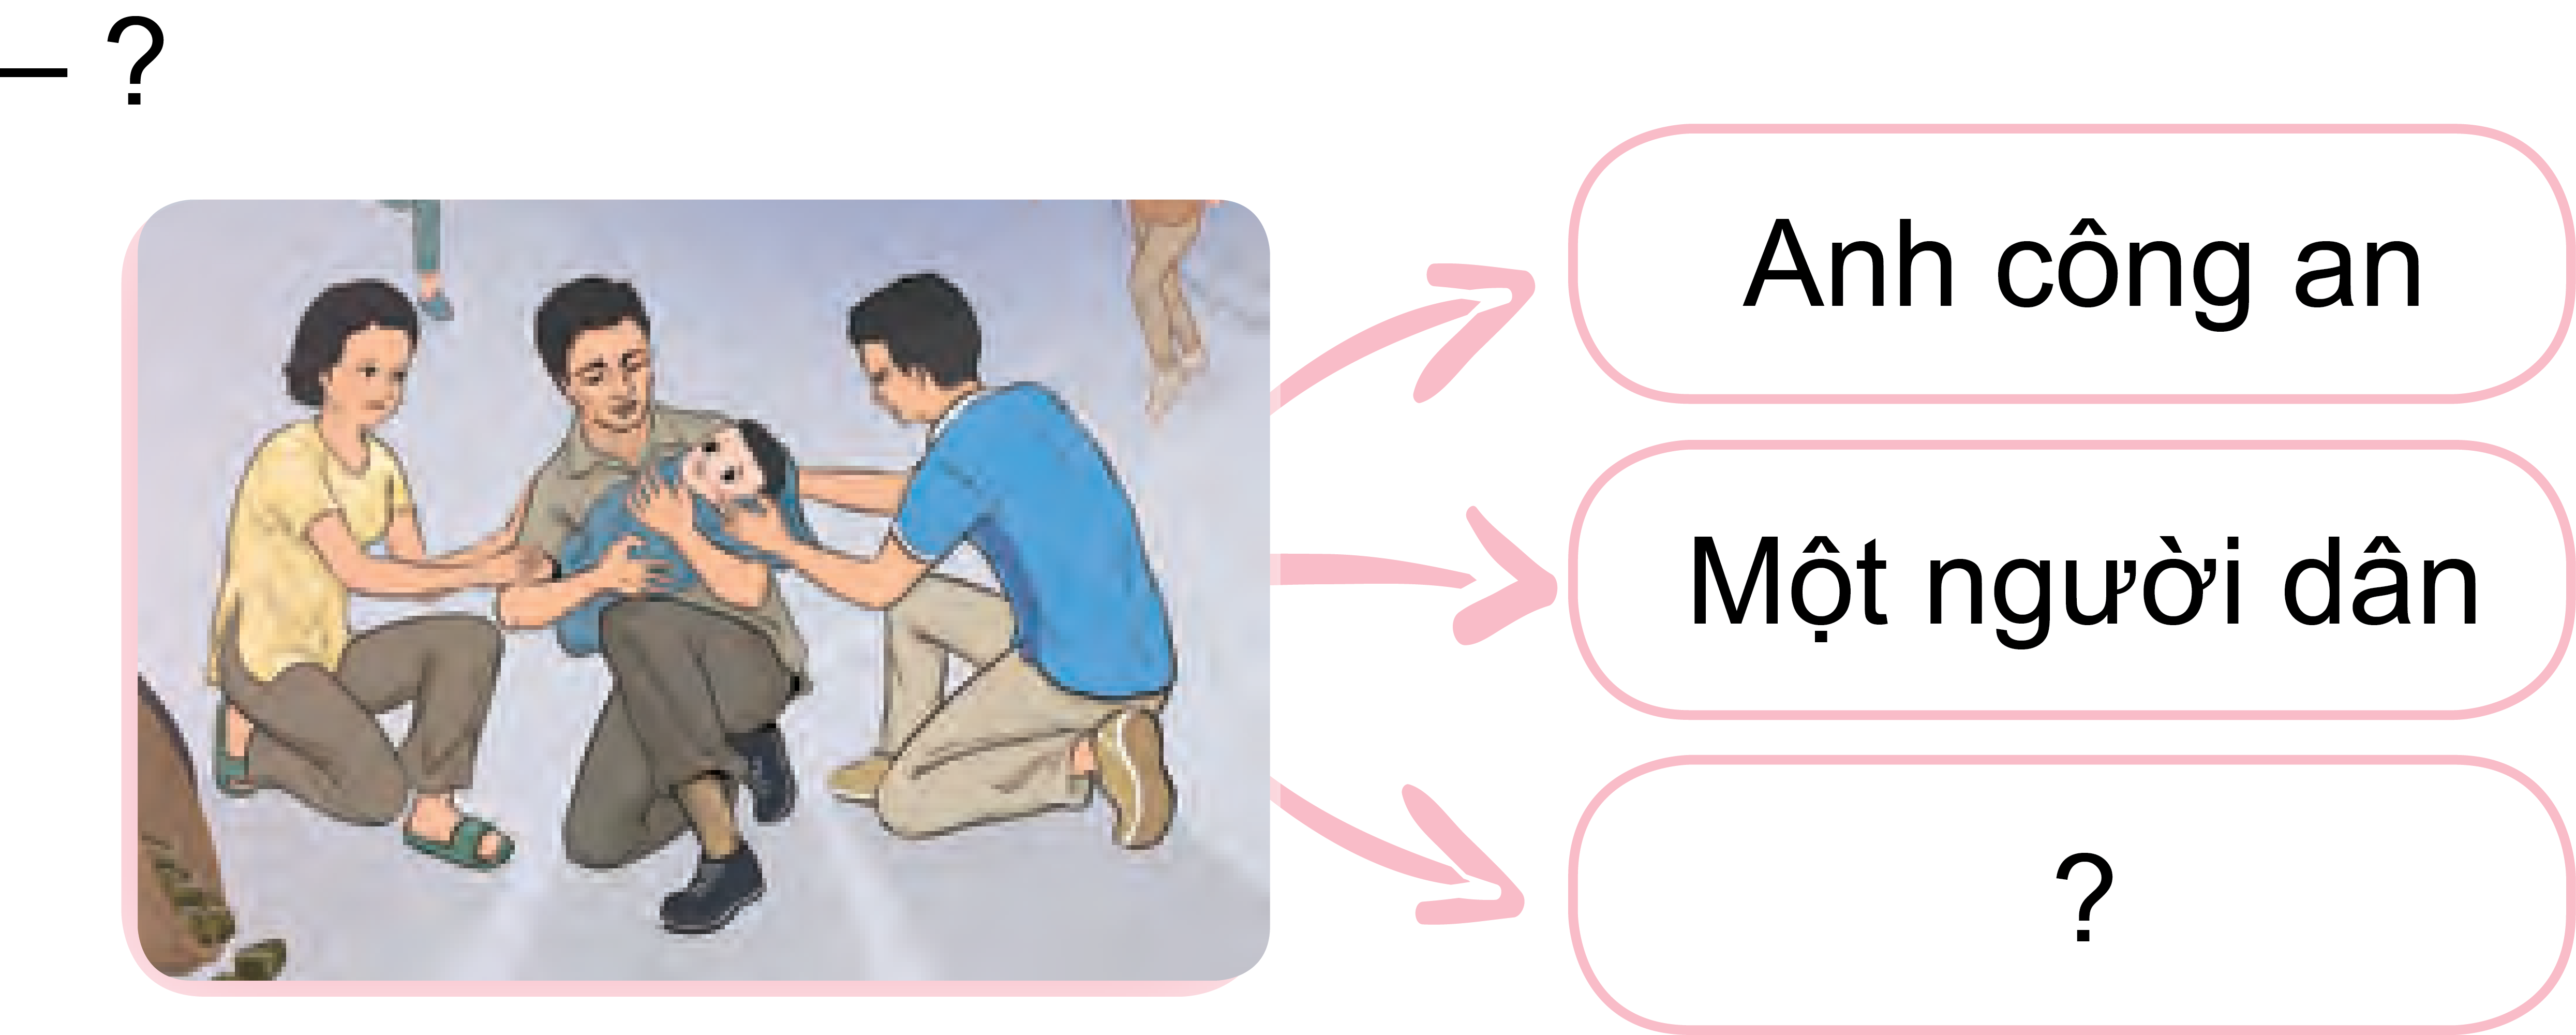 – ?
Anh công an
Một người dân
?